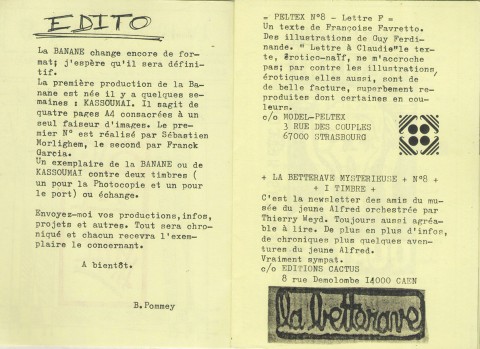 EDITO
La BANANE change encore de for-
mat; j'espère qu'il sera défini-
tif.
La première production de la Ba-
nane est née il y a quelques se-
maines : KASSOUMAI. Il sagit de
quatre pages A4 consacrées à un
seul faiseur d'images. Le pre-
mier N° est réalisé par Sébastien
Morlighem, le second par Franck
Garcia.
Un exemplaire de la BANANE ou de
KASSOUMAI contre deux timbres (
un pour la Photocopie et un pour
le port) ou échange.
Envoyez-moi vos productions,infos,
projets et autres. Tout sera chro-
niqué et chacun recevra l'exem-
plaire le concernant.
A bientôt.
B.Pommey
= PELTEX N°8 - Lettre F =
Un texte de Françoise Favretto.
Des illustrations de Guy Ferdi-
nande. " Lettre à Claudie"le tex-
te, érotico-naïf, ne m'accroche
pas; par contre les illustrations,
érotiques elles aussi, sont de
de belle facture, superbement re-
produites dont certaines en cou-
leurs.
c/o MODEL-PELTEX
3 RUE DES COUPLES
67000 STRASBOURG
+ LA BETTERAVE MYSTERIEUSE + N°8 +
+ I TIMBRE +
C'est la newsletter des amis du mu-
sée du jeune Alfred orchestrée par
Thierry Weyd. Toujours aussi agréa-
ble à lire. De plus en plus d'infos,
de chroniques plus quelques aven-
tures du jeune Alfred.
Vraiment sympat.
c/o EDITIONS CACTUS
8 rue Demolombe I4000 CAEN
la betterave